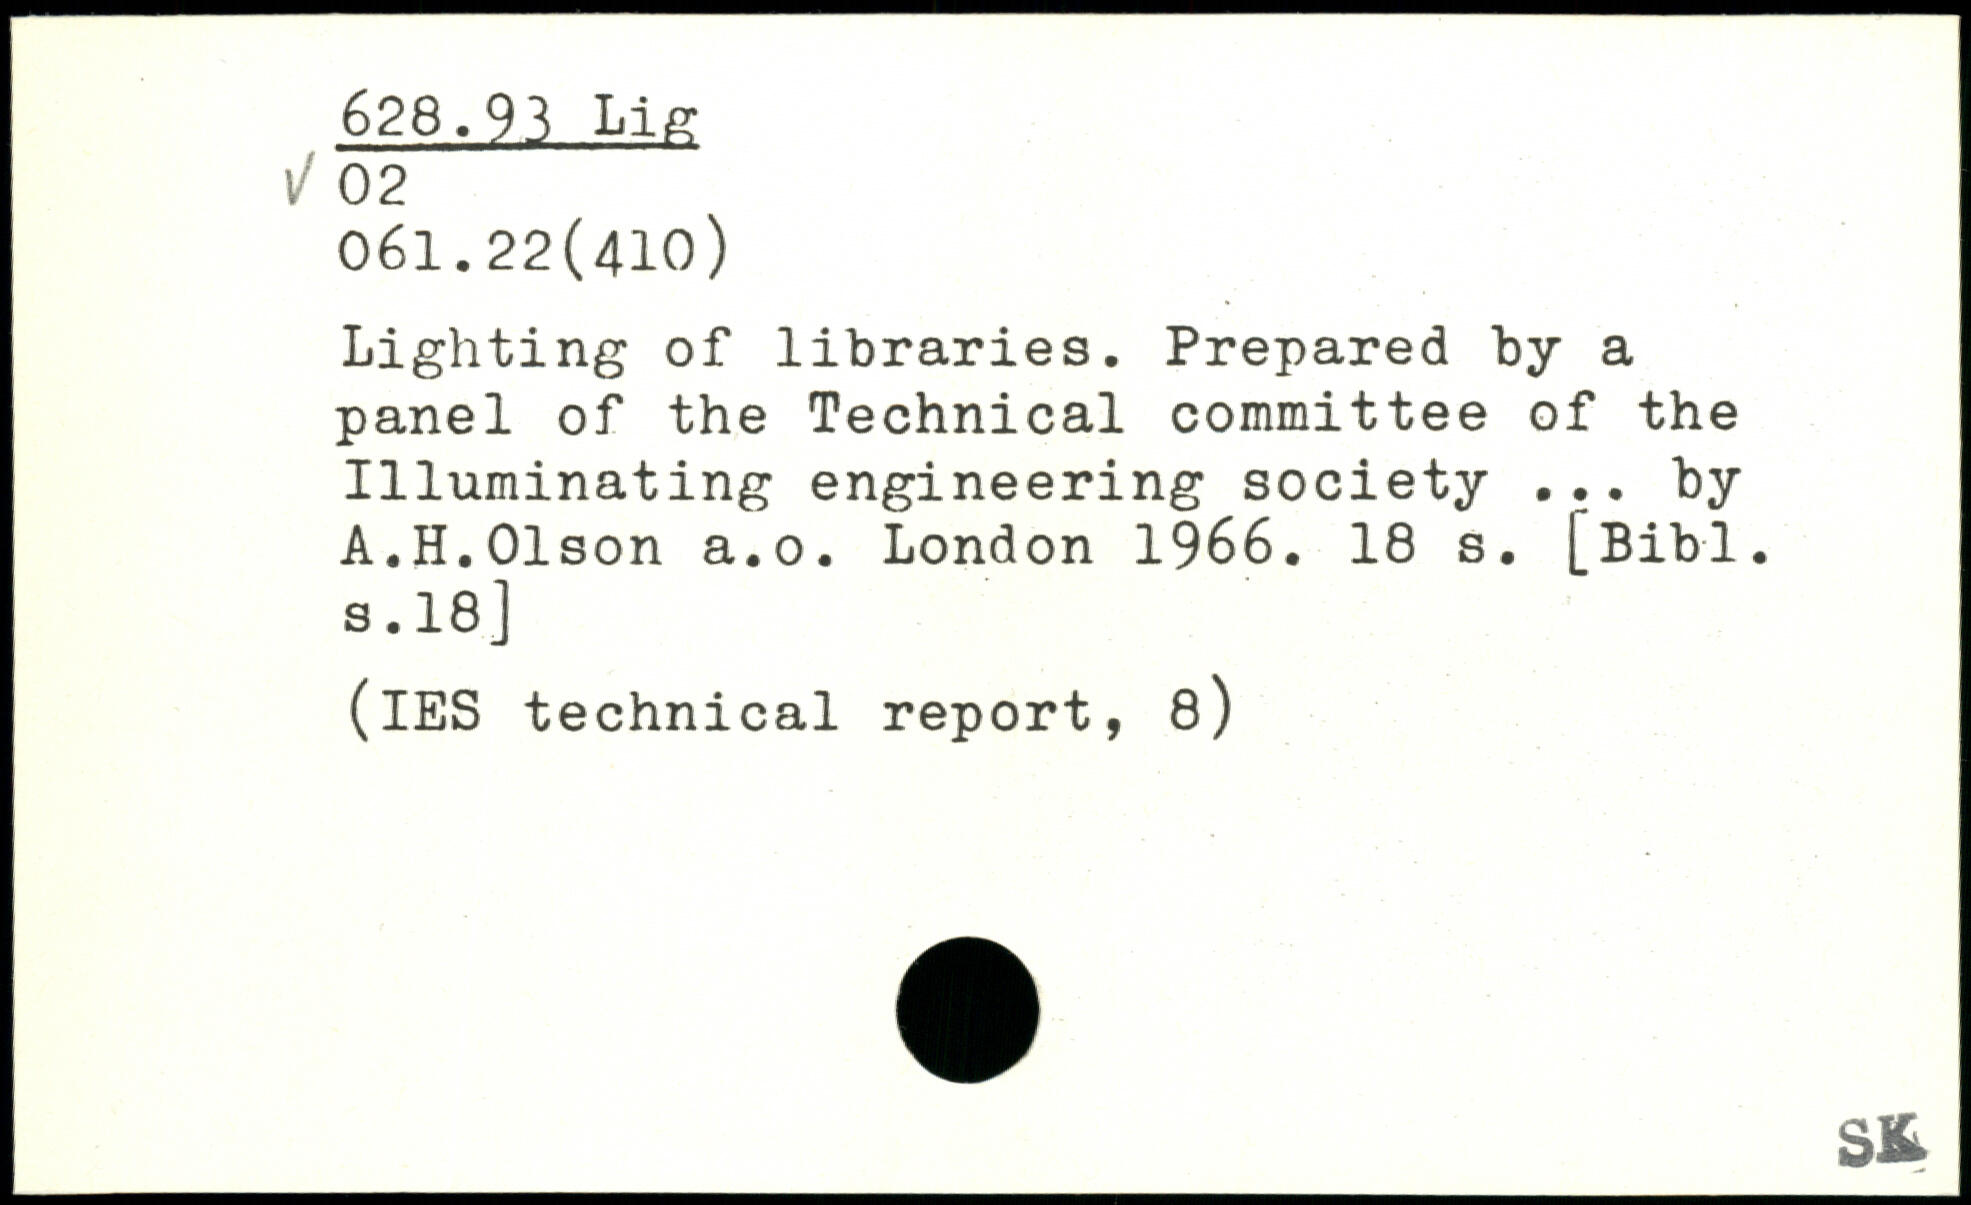 628.93 Lig
√ 02
061.22(410)
Lighting of libraries. Prepared by a
panel of the Technical committee of the
Illuminating engineering society ... by
A.H.Olson a.o. London 1966. 18 s. [Bibl.
s.18]
(IES technical report, 8)
SK